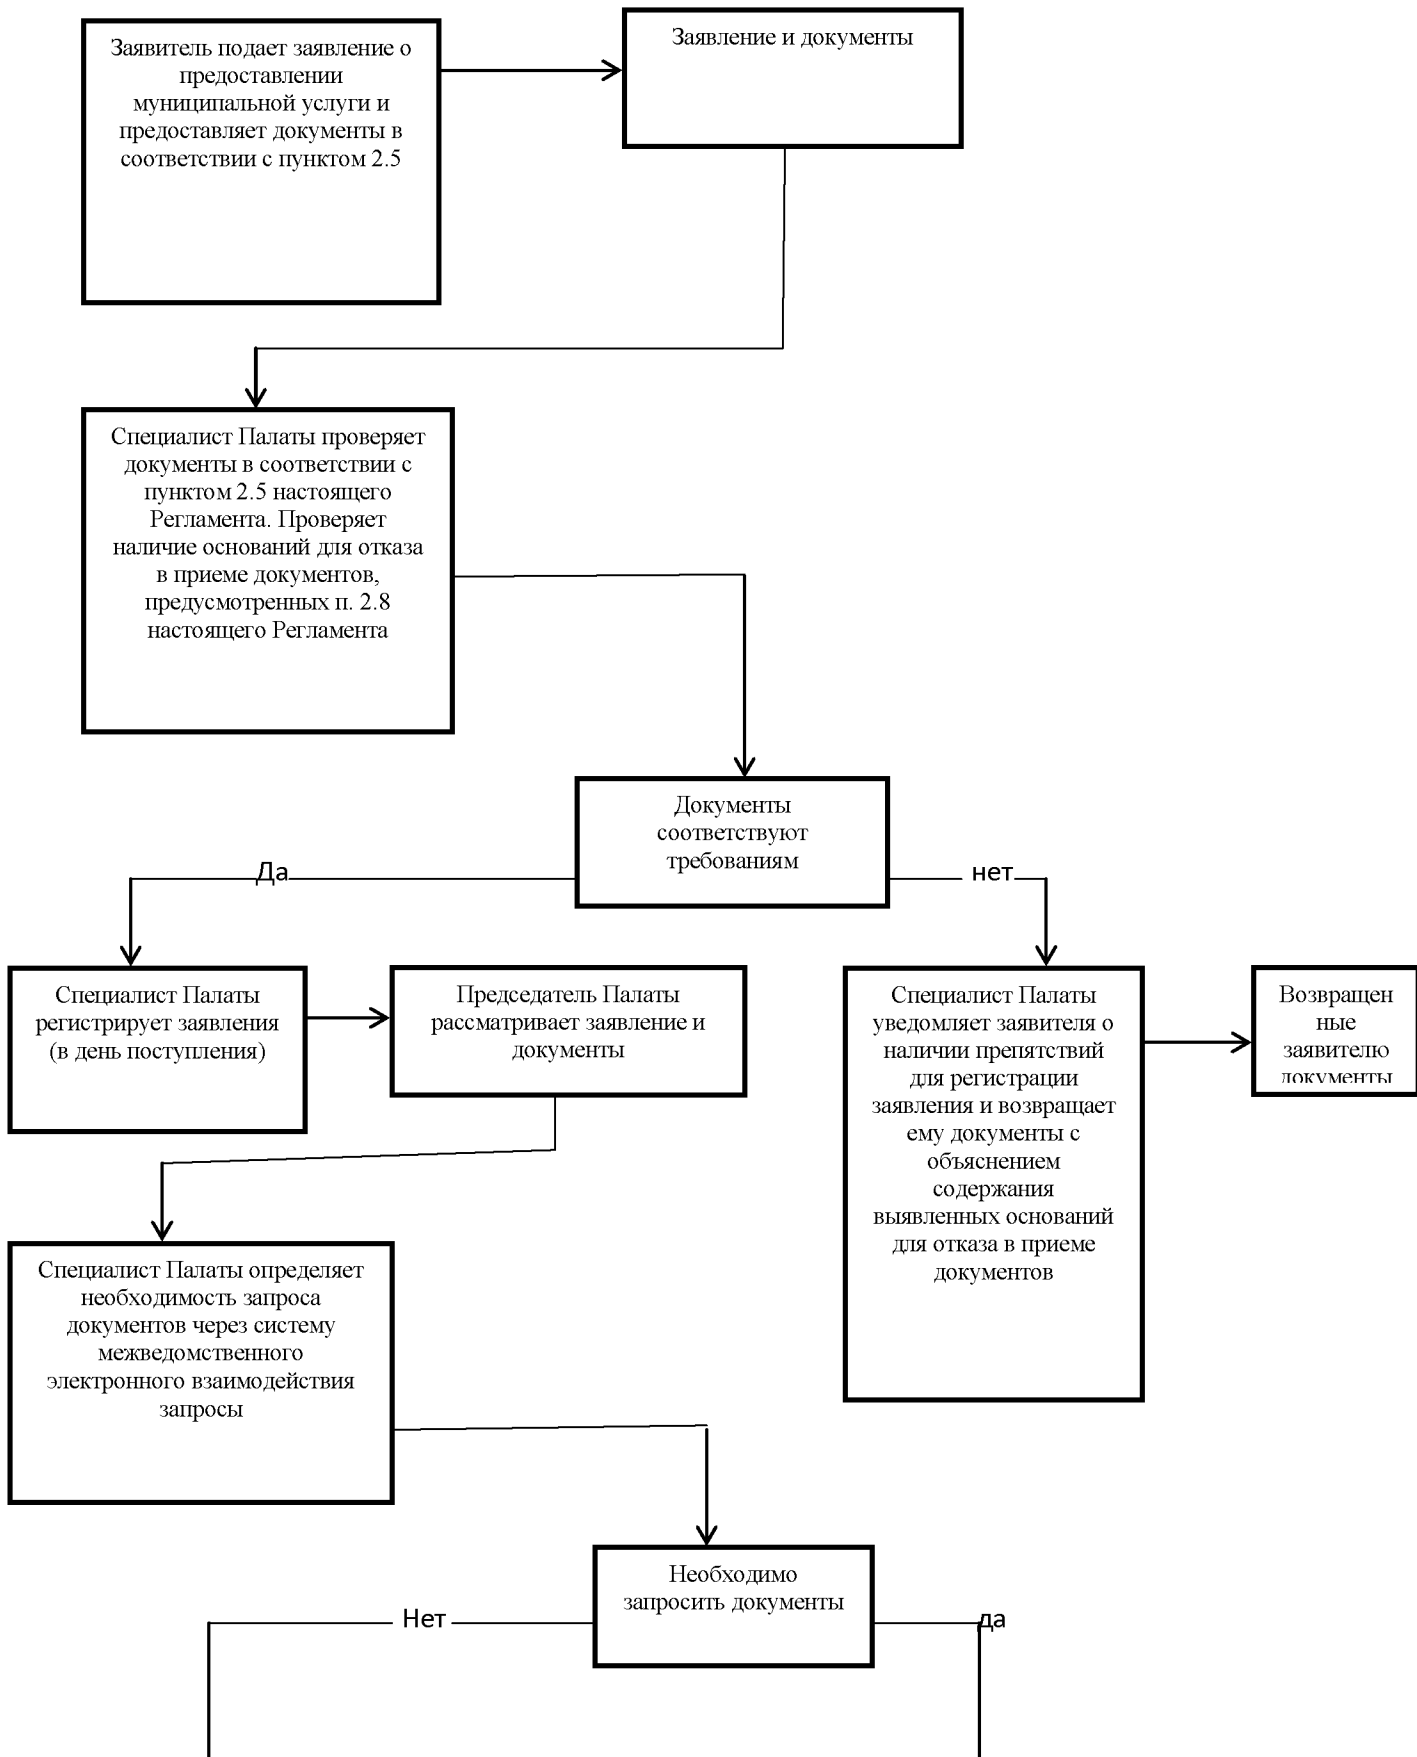 Заявитель подает заявление о
предоставлении
муниципальной услуги и
предоставляет документы в
соответствии с пунктом 2.5
Заявление и документы
Специалист Палаты проверяет
документы в соответствии с
пунктом 2.5 настоящего
Регламента. Проверяет
наличие оснований для отказа
в приеме документов,
предусмотренных п. 2.8
настоящего Регламента
Документы
соответствуют
требованиям
Да
нет
Специалист Палаты
регистрирует заявления
(в день поступления)
Председатель Палаты
рассматривает заявление и
документы
Специалист Палаты
уведомляет заявителя о
наличии препятствий
для регистрации
заявления и возвращает
ему документы с
объяснением
содержания
выявленных оснований
для отказа в приеме
документов
Возвращен
ные
заявителю
документы
Специалист Палаты определяет
необходимость запроса
документов через систему
межведомственного
электронного взаимодействия
запросы
Необходимо
запросить документы
Нет
да